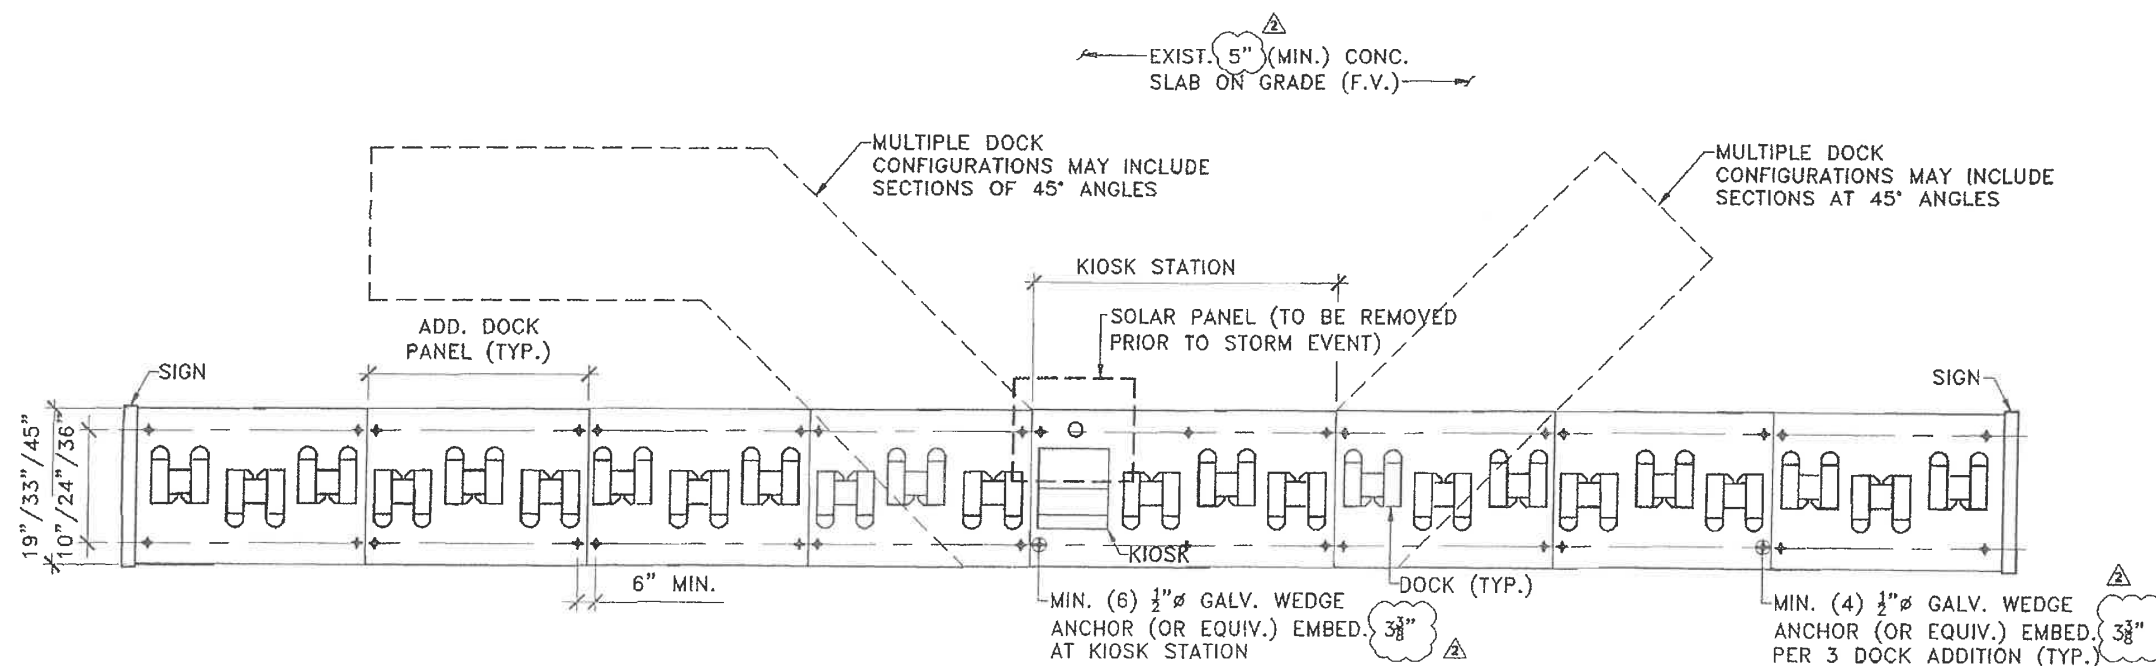 2
EXIST. 5" (MIN.) CONC.
SLAB ON GRADE (F.V.)
MULTIPLE DOCK
CONFIGURATIONS MAY INCLUDE
SECTIONS OF 45° ANGLES
MULTIPLE DOCK
CONFIGURATIONS MAY INCLUDE
SECTIONS AT 45° ANGLES
KIOSK STATION
SOLAR PANEL (TO BE REMOVED
PRIOR TO STORM EVENT)
ADD. DOCK
PANEL (TYP.)
SIGN
SIGN
19"/33"/45"
10"/24"/36"
6" MIN.
KIOSK
DOCK (TYP.)
MIN. (6) 1/2"ø GALV. WEDGE
ANCHOR (OR EQUIV.) EMBED. 3 3/8"
AT KIOSK STATION
2
2
MIN. (4) 1/2"ø GALV. WEDGE
ANCHOR (OR EQUIV.) EMBED. 3 3/8"
PER 3 DOCK ADDITION (TYP.)